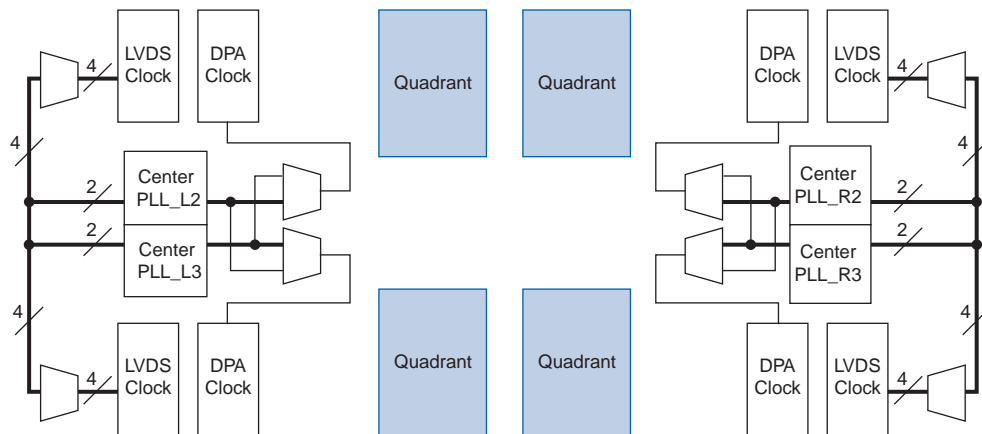 4
LVDS
Clock
DPA
Clock
Quadrant
Quadrant
DPA
Clock
LVDS
Clock
4
4
2
Center
PLL_L2
Center
PLL_R2
2
4
2
Center
PLL_L3
Center
PLL_R3
2
4
4
LVDS
Clock
DPA
Clock
Quadrant
Quadrant
DPA
Clock
LVDS
Clock
4
4